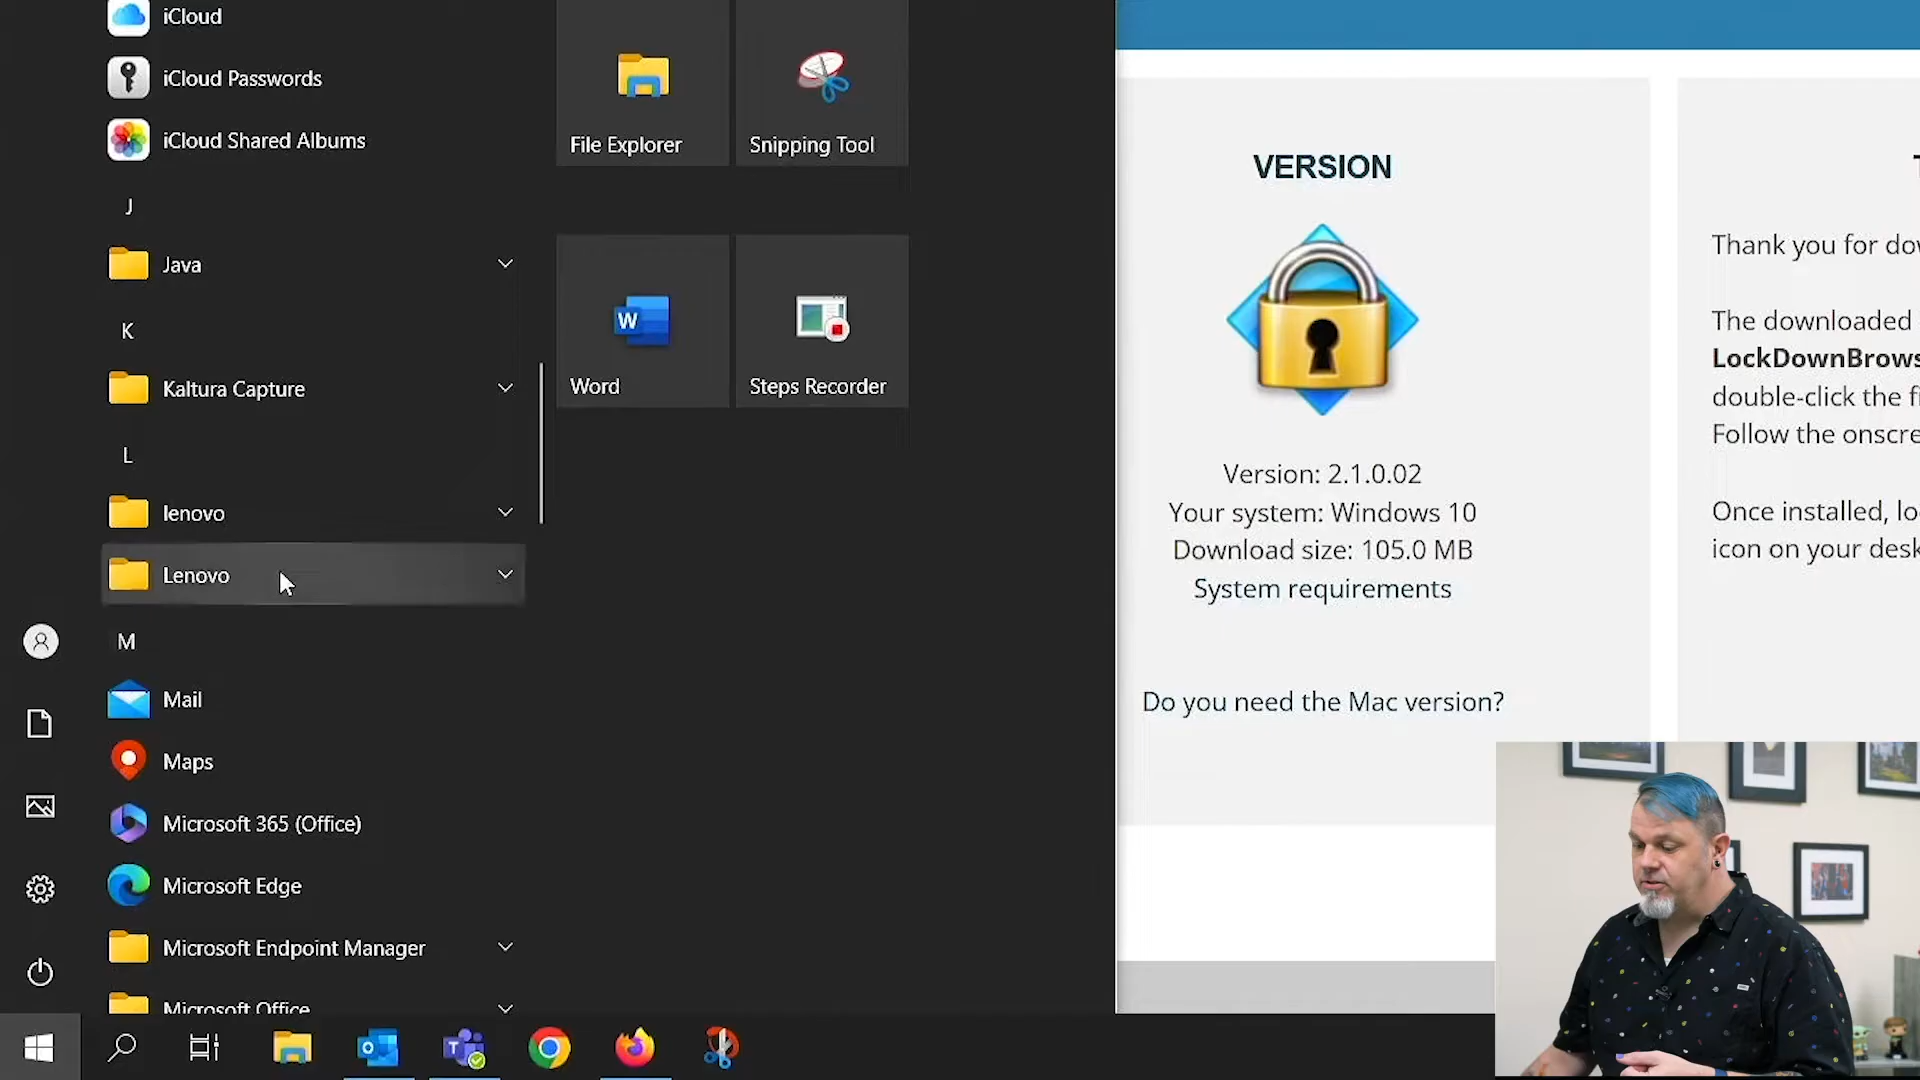 iCloud
iCloud Passwords
iCloud Shared Albums
J
Java
K
Kaltura Capture
L
lenovo
Lenovo
M
Mail
Maps
Microsoft 365 (Office)
Microsoft Edge
Microsoft Endpoint Manager
Microsoft Office
File Explorer
Snipping Tool
W
Word
Steps Recorder
VERSION
Version: 2.1.0.02
Your system: Windows 10
Download size: 105.0 MB
System requirements
Do you need the Mac version?
Thank you for
The downloaded
LockDownBrows
double-click the
Follow the onscre
Once installed,
icon on your desk